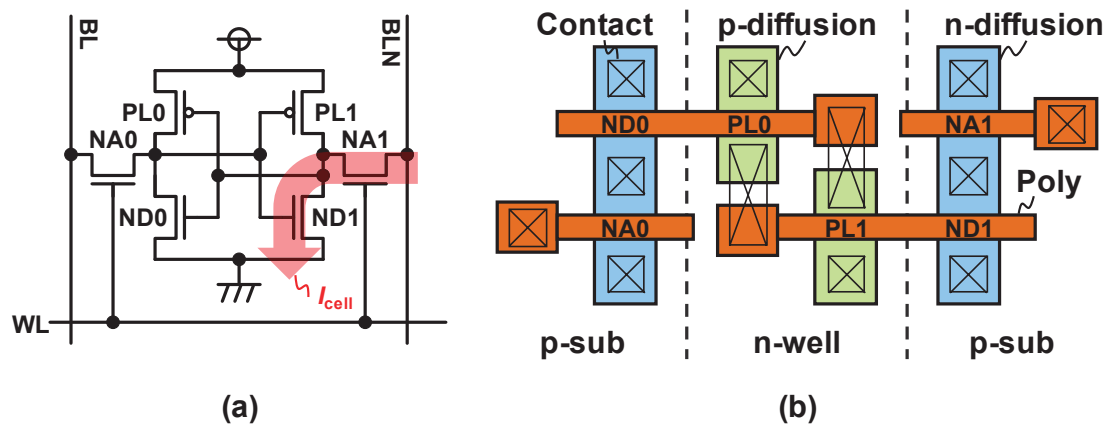 BL
BLN
PL0
PL1
NA0
NA1
ND0
ND1
Icell
WL
(a)
Contact
p-diffusion
n-diffusion
ND0
PL0
NA1
Poly
NA0
PL1
ND1
p-sub
n-well
p-sub
(b)